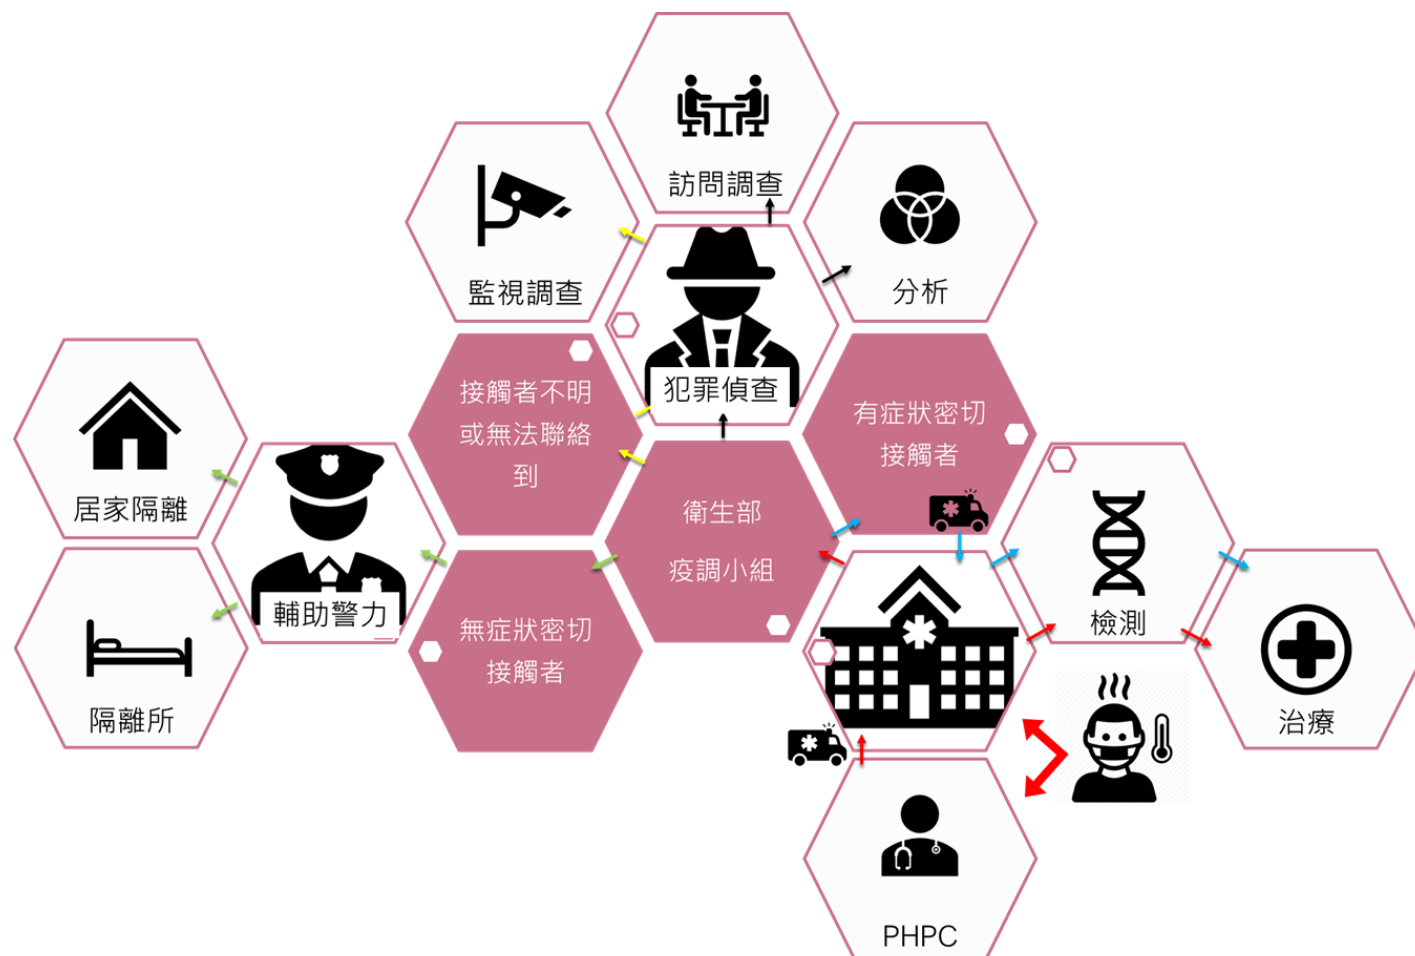 訪問調查
監視調查
分析
犯罪偵查
接觸者不明
或無法聯絡
到
有症狀密切
接觸者
居家隔離
衛生部
疫調小組
輔助警力
檢測
無症狀密切
接觸者
隔離所
治療
PHPC